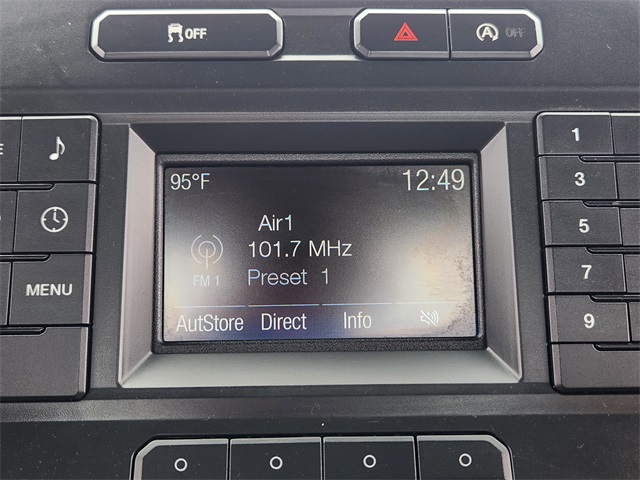 OFF
OFF
95°F 12:49
Air1
101.7 MHz
FM 1 Preset 1
AutStore Direct Info
MENU
1
3
5
7
9